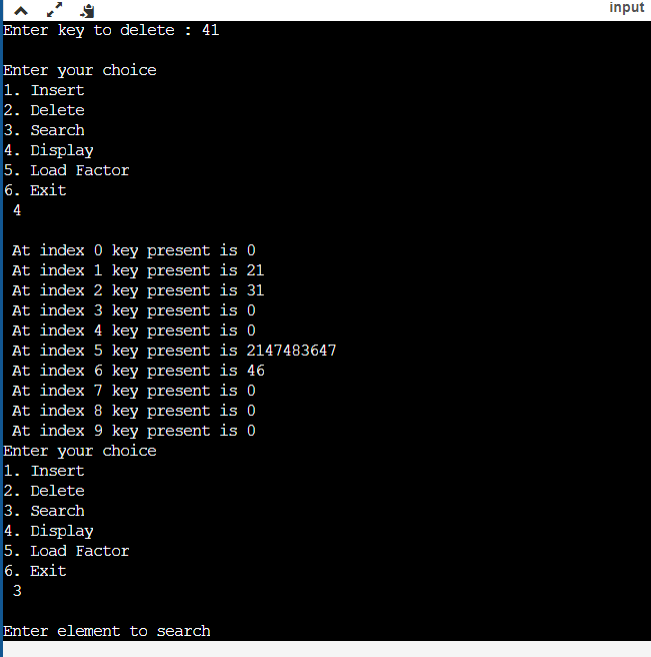 input
Enter key to delete : 41
Enter your choice
1. Insert
2. Delete
3. Search
4. Display
5. Load Factor
6. Exit
4
At index 0 key present is 0
At index 1 key present is 21
At index 2 key present is 31
At index 3 key present is 0
At index 4 key present is 0
At index 5 key present is 2147483647
At index 6 key present is 46
At index 7 key present is 0
At index 8 key present is 0
At index 9 key present is 0
Enter your choice
1. Insert
2. Delete
3. Search
4. Display
5. Load Factor
6. Exit
3
Enter element to search